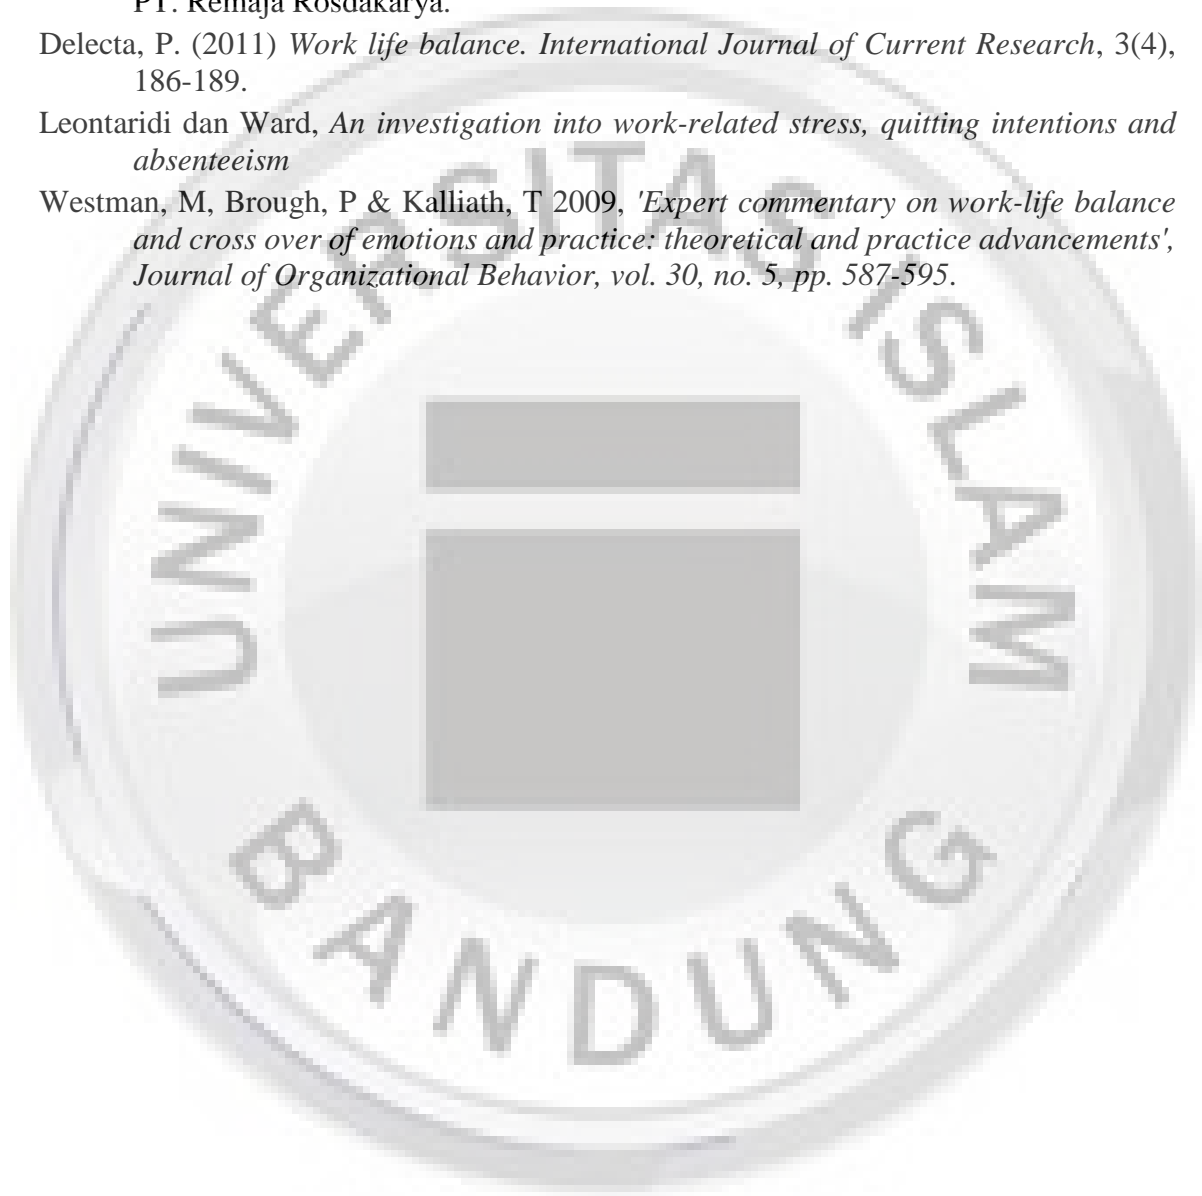 PT. Remaja Rosdakarya.
Delecta, P. (2011) Work life balance. International Journal of Current Research, 3(4),
186-189.
Leontaridi dan Ward, An investigation into work-related stress, quitting intentions and
absenteeism
Westman, M, Brough, P & Kalliath, T 2009, 'Expert commentary on work-life balance
and cross over of emotions and practice: theoretical and practice advancements',
Journal of Organizational Behavior, vol. 30, no. 5, pp. 587-595.
UNIVERSITAS ISLAM
BANDUNG